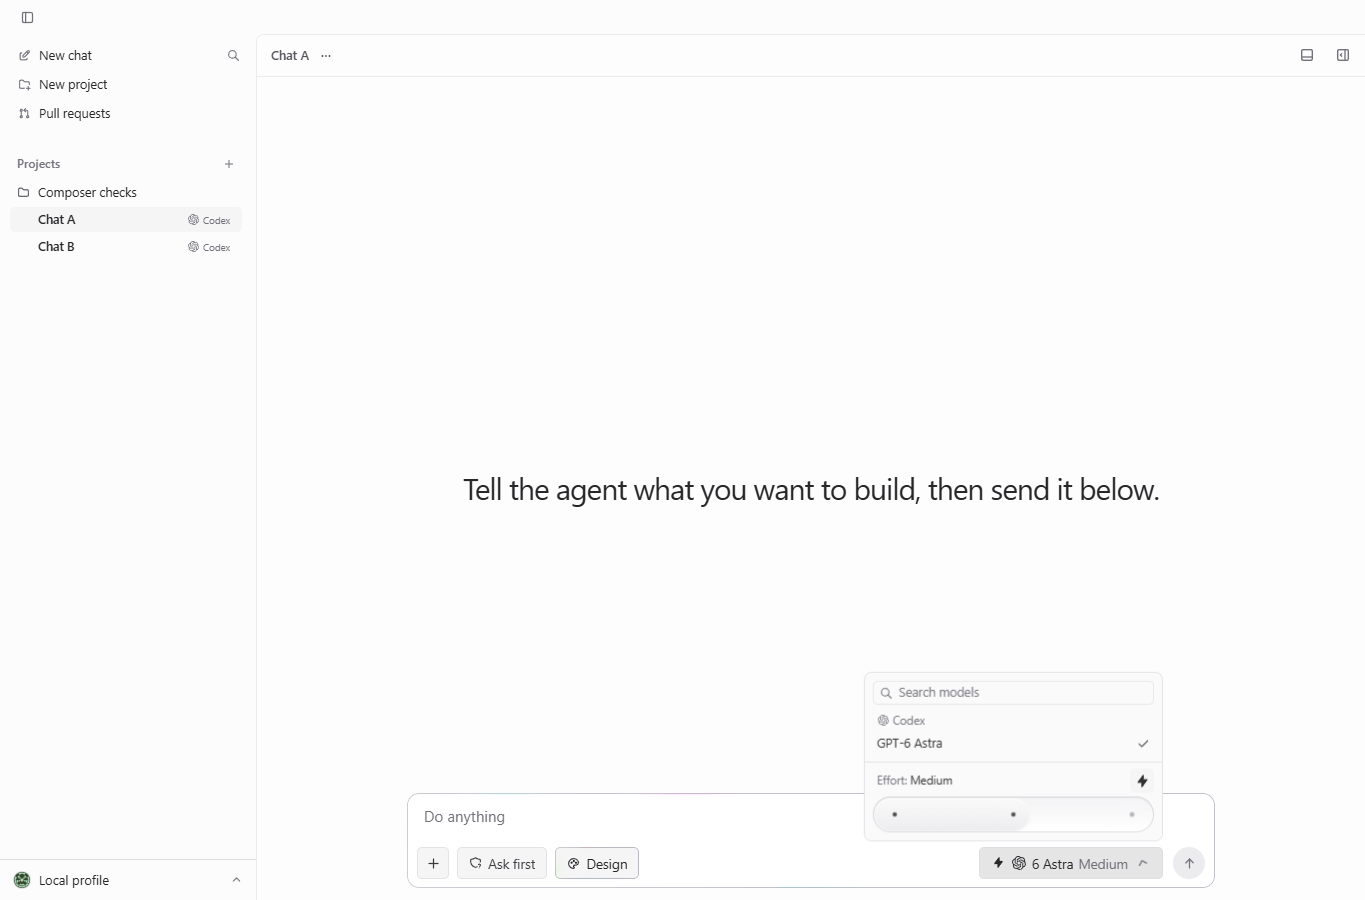 New chat
New project
Pull requests
Projects
Composer checks
Chat A Codex
Chat B Codex
Local profile
Chat A ···
Tell the agent what you want to build, then send it below.
Search models
Codex
GPT-6 Astra
Effort: Medium
Do anything
Ask first Design 6 Astra Medium